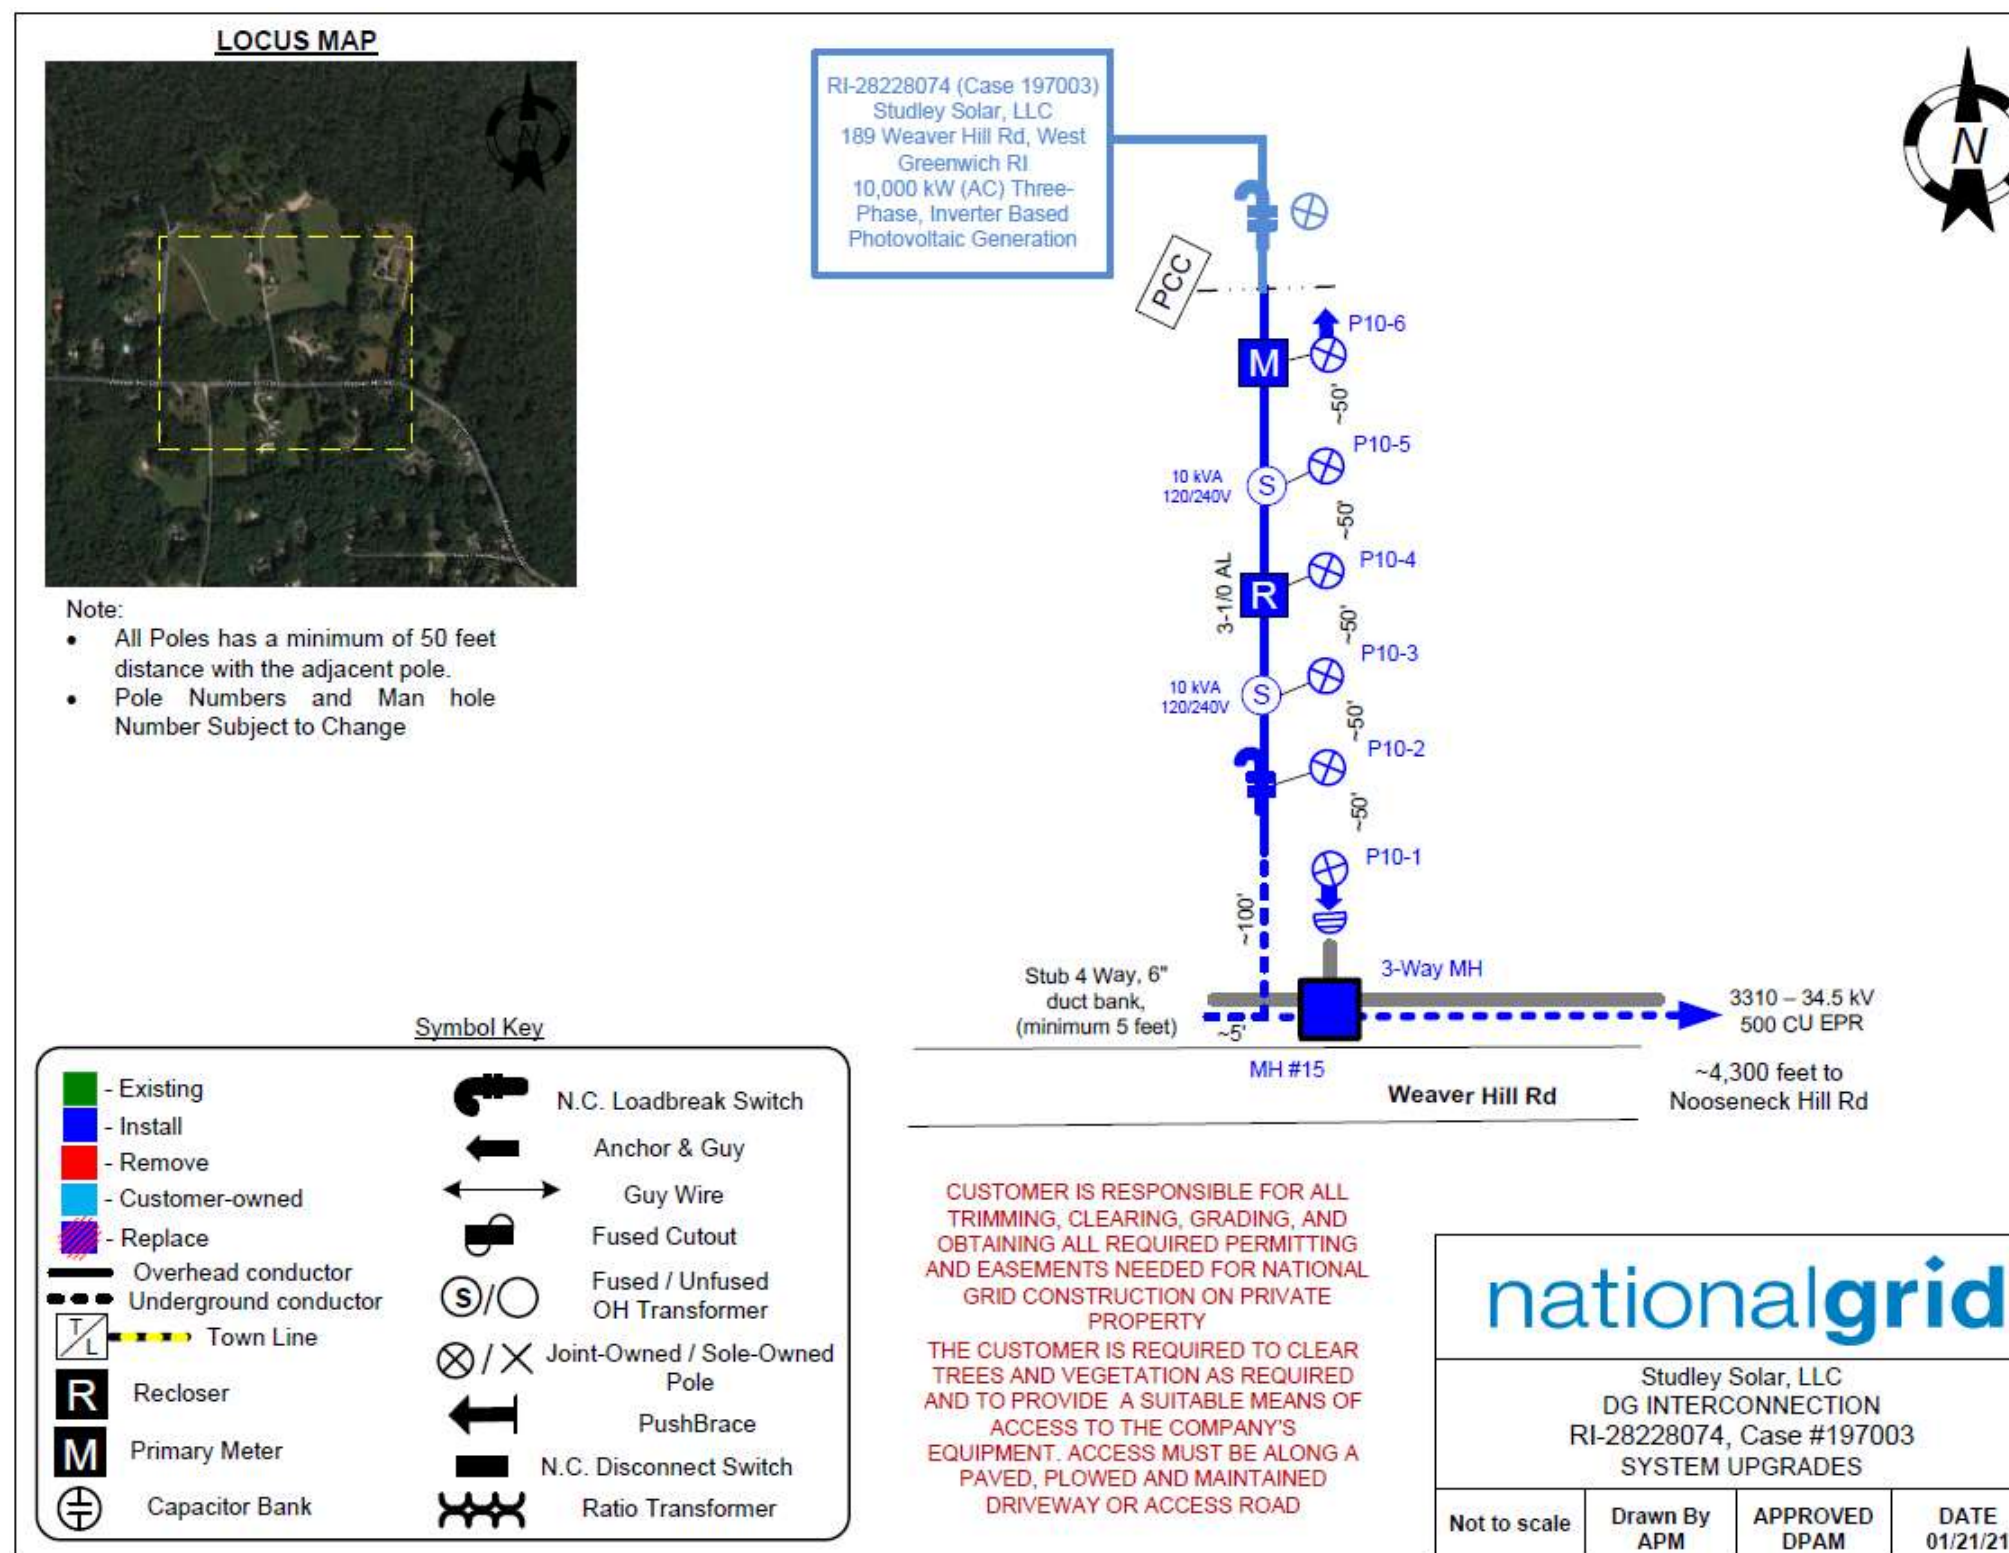 LOCUS MAP
N
Note:
• All Poles has a minimum of 50 feet
distance with the adjacent pole.
• Pole Numbers and Man hole
Number Subject to Change
RI-28228074 (Case 197003)
Studley Solar, LLC
189 Weaver Hill Rd, West
Greenwich RI
10,000 kW (AC) Three-
Phase, Inverter Based
Photovoltaic Generation
N
PCC
P10-6
M
~50'
P10-5
10 kVA
120/240V
S
~50'
P10-4
3-1/0 AL
R
~50'
P10-3
10 kVA
120/240V
S
~50'
P10-2
~50'
P10-1
~100'
3-Way MH
Stub 4 Way, 6"
duct bank,
(minimum 5 feet)
~5'
3310 – 34.5 kV
500 CU EPR
MH #15
Weaver Hill Rd
~4,300 feet to
Nooseneck Hill Rd
Symbol Key
- Existing
- Install
- Remove
- Customer-owned
- Replace
Overhead conductor
Underground conductor
T/L Town Line
R Recloser
M Primary Meter
Capacitor Bank
N.C. Loadbreak Switch
Anchor & Guy
Guy Wire
Fused Cutout
S / Fused / Unfused
OH Transformer
/ Joint-Owned / Sole-Owned
Pole
PushBrace
N.C. Disconnect Switch
Ratio Transformer
CUSTOMER IS RESPONSIBLE FOR ALL
TRIMMING, CLEARING, GRADING, AND
OBTAINING ALL REQUIRED PERMITTING
AND EASEMENTS NEEDED FOR NATIONAL
GRID CONSTRUCTION ON PRIVATE
PROPERTY
THE CUSTOMER IS REQUIRED TO CLEAR
TREES AND VEGETATION AS REQUIRED
AND TO PROVIDE A SUITABLE MEANS OF
ACCESS TO THE COMPANY'S
EQUIPMENT. ACCESS MUST BE ALONG A
PAVED, PLOWED AND MAINTAINED
DRIVEWAY OR ACCESS ROAD
nationalgrid
Studley Solar, LLC
DG INTERCONNECTION
RI-28228074, Case #197003
SYSTEM UPGRADES
Not to scale
Drawn By
APM
APPROVED
DPAM
DATE
01/21/21